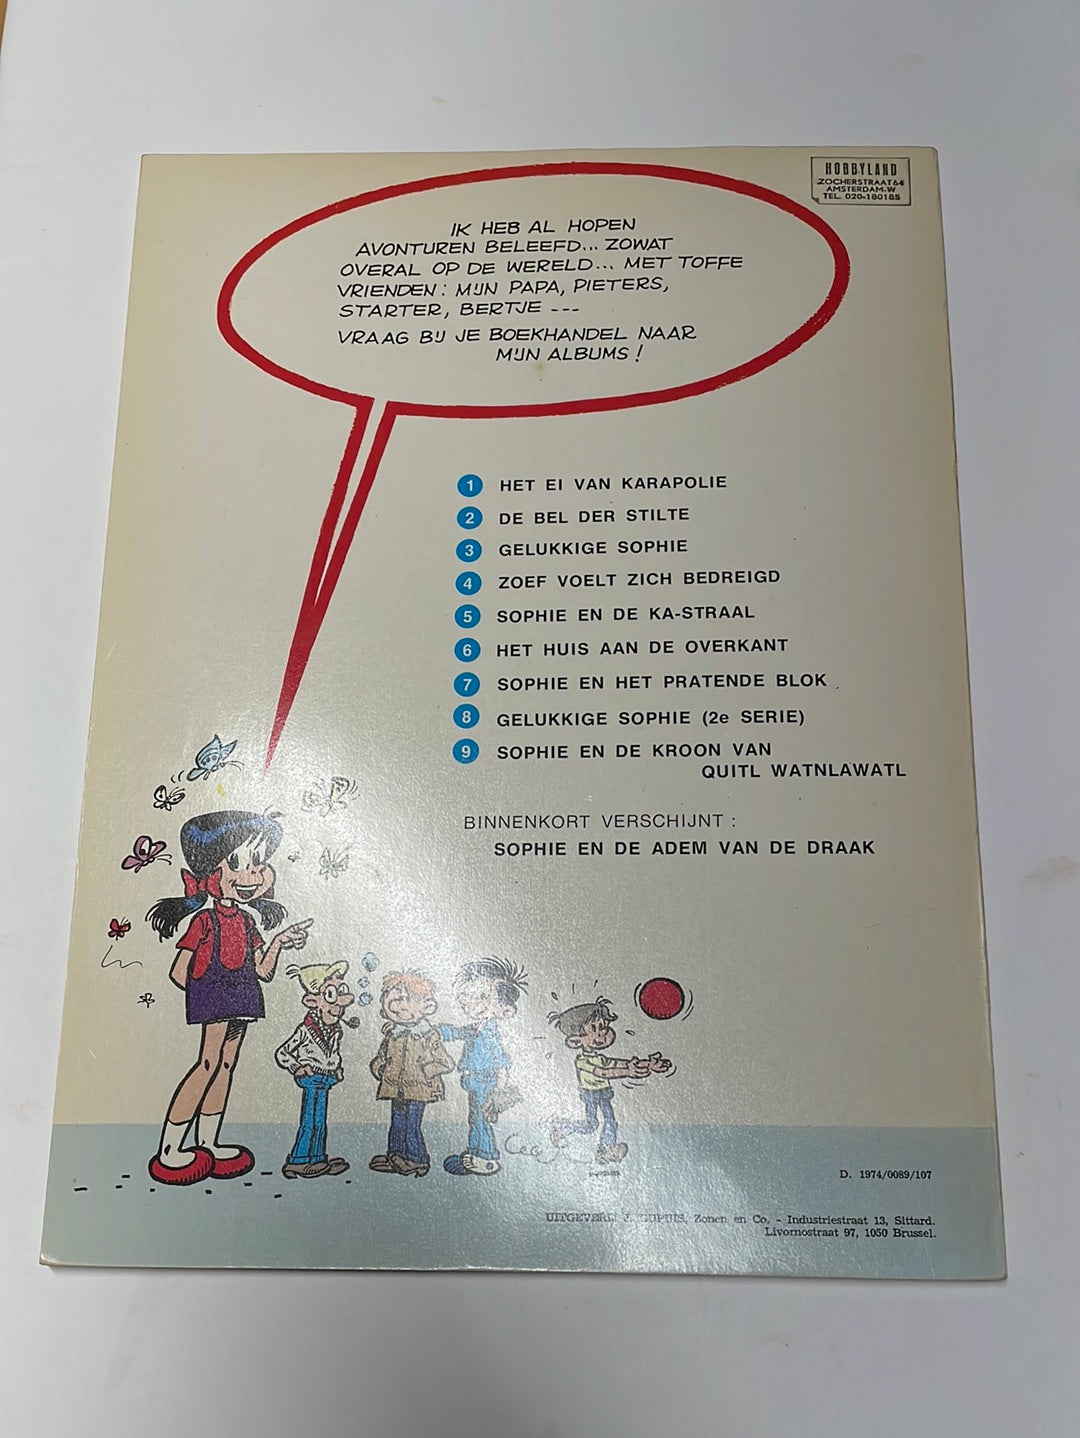 HOBBYLAND
ZOCHERSTRAAT 64
AMSTERDAM-W
TEL. 020-180185
IK HEB AL HOPEN
AVONTUREN BELEEFD... ZOWAT
OVERAL OP DE WERELD... MET TOFFE
VRIENDEN: MIJN PAPA, PIETERS,
STARTER, BERTJE ---
VRAAG BIJ JE BOEKHANDEL NAAR
MIJN ALBUMS!
1 HET EI VAN KARAPOLIE
2 DE BEL DER STILTE
3 GELUKKIGE SOPHIE
4 ZOEF VOELT ZICH BEDREIGD
5 SOPHIE EN DE KA-STRAAL
6 HET HUIS AAN DE OVERKANT
7 SOPHIE EN HET PRATENDE BLOK
8 GELUKKIGE SOPHIE (2e SERIE)
9 SOPHIE EN DE KROON VAN
QUITL WATNLAWATL
BINNENKORT VERSCHIJNT :
SOPHIE EN DE ADEM VAN DE DRAAK
D. 1974/0089/107
UITGEVERIJ J. DUPUIS, Zonen en Co. - Industriestraat 13, Sittard.
Livornostraat 97, 1050 Brussel.